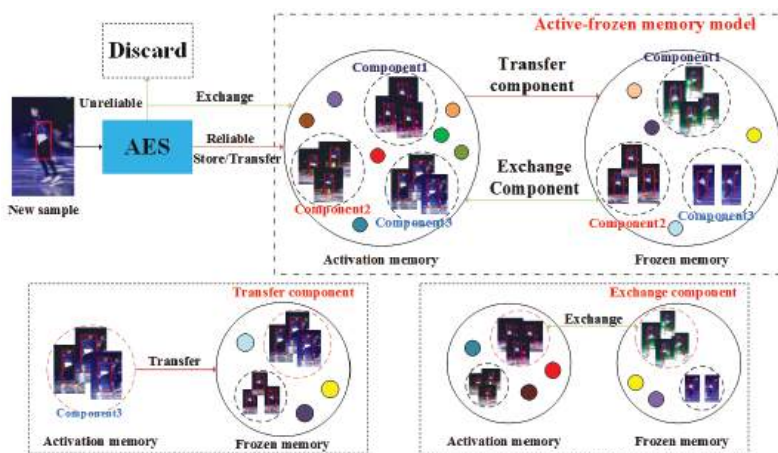 Active-frozen memory model
Discard
Component1
Component1
Transfer
component
Unreliable
Exchange
AES
Reliable
Store/Transfer
Exchange
Component
New sample
Component2
Component3
Component2
Component3
Activation memory
Frozen memory
Transfer component
Exchange component
Exchange
Transfer
Component3
Activation memory
Frozen memory
Activation memory
Frozen memory